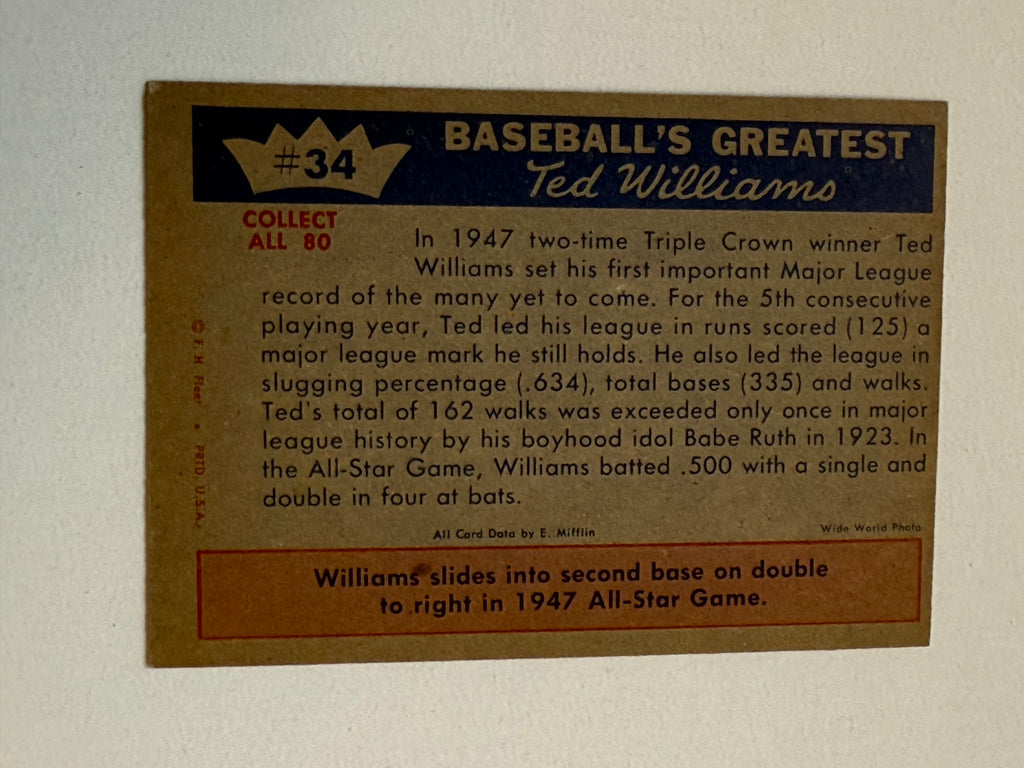 #34
BASEBALL'S GREATEST
Ted Williams
COLLECT
ALL 80
In 1947 two-time Triple Crown winner Ted
Williams set his first important Major League
record of the many yet to come. For the 5th consecutive
playing year, Ted led his league in runs scored (125) a
major league mark he still holds. He also led the league in
slugging percentage (.634), total bases (335) and walks.
Ted's total of 162 walks was exceeded only once in major
league history by his boyhood idol Babe Ruth in 1923. In
the All-Star Game, Williams batted .500 with a single and
double in four at bats.
© F. H. Fleer • PRTD. U.S.A.
All Card Data by E. Mifflin
Wide World Photo
Williams slides into second base on double
to right in 1947 All-Star Game.